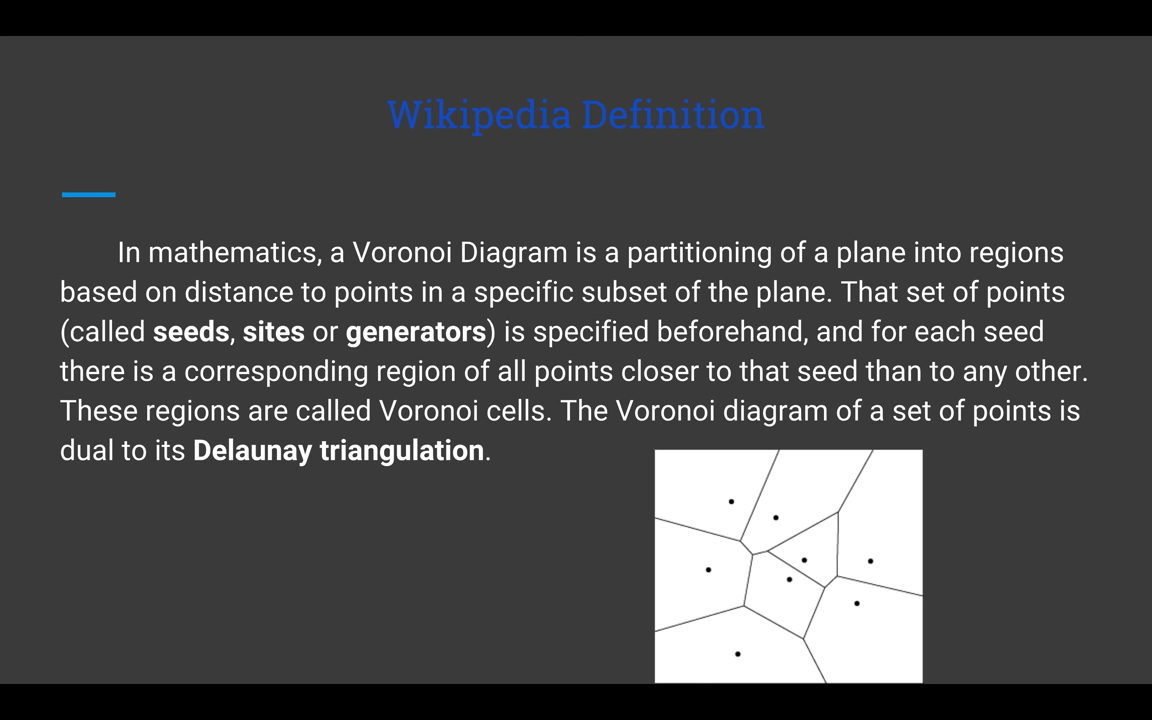 Wikipedia Definition
In mathematics, a Voronoi Diagram is a partitioning of a plane into regions
based on distance to points in a specific subset of the plane. That set of points
(called seeds, sites or generators) is specified beforehand, and for each seed
there is a corresponding region of all points closer to that seed than to any other.
These regions are called Voronoi cells. The Voronoi diagram of a set of points is
dual to its Delaunay triangulation.